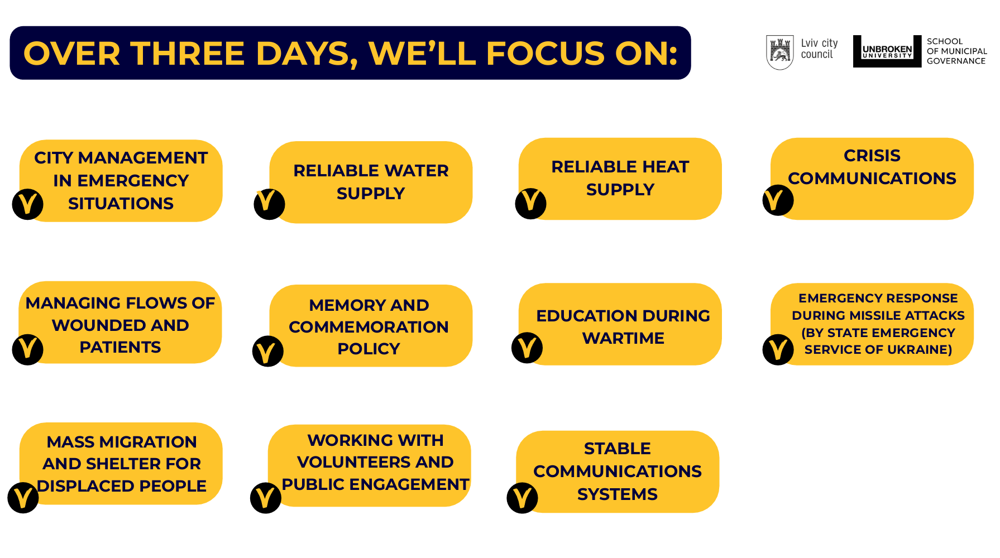 OVER THREE DAYS, WE’LL FOCUS ON:
Lviv city
council
UNBROKEN
UNIVERSITY
SCHOOL
OF MUNICIPAL
GOVERNANCE
CITY MANAGEMENT
IN EMERGENCY
SITUATIONS
RELIABLE WATER
SUPPLY
RELIABLE HEAT
SUPPLY
CRISIS
COMMUNICATIONS
MANAGING FLOWS OF
WOUNDED AND
PATIENTS
MEMORY AND
COMMEMORATION
POLICY
EDUCATION DURING
WARTIME
EMERGENCY RESPONSE
DURING MISSILE ATTACKS
(BY STATE EMERGENCY
SERVICE OF UKRAINE)
MASS MIGRATION
AND SHELTER FOR
DISPLACED PEOPLE
WORKING WITH
VOLUNTEERS AND
PUBLIC ENGAGEMENT
STABLE
COMMUNICATIONS
SYSTEMS